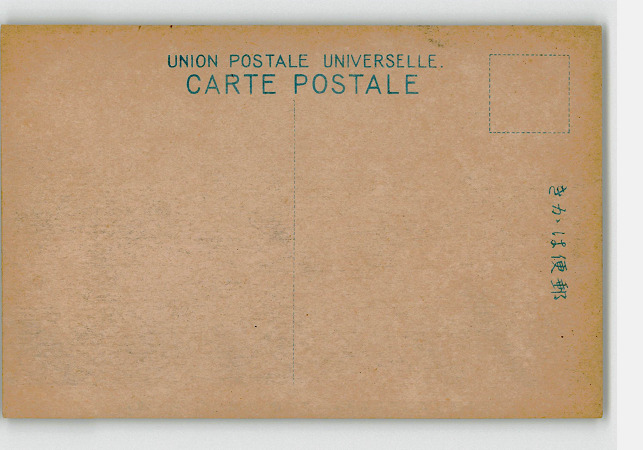 UNION POSTALE UNIVERSELLE.
CARTE POSTALE
きかは便郵